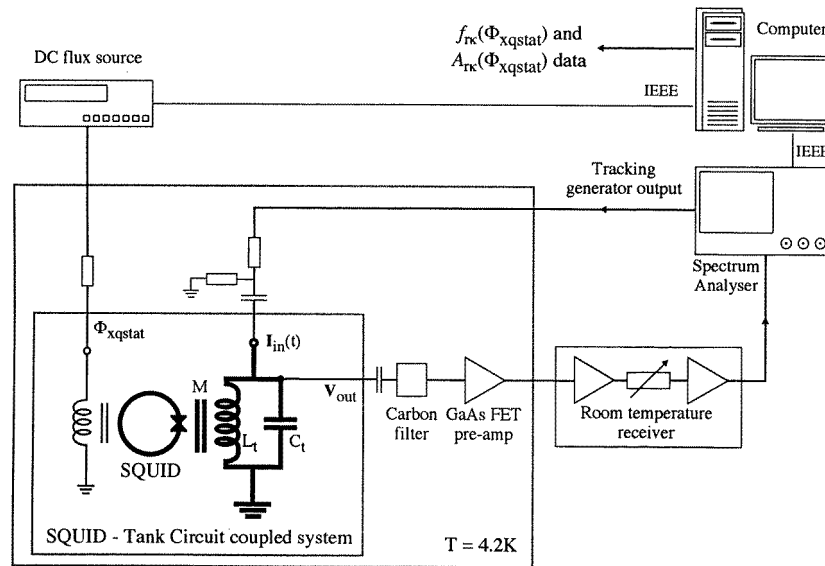 DC flux source
f_rκ(Φ_xqstat) and
A_rκ(Φ_xqstat) data
Computer
IEEE
IEEE
Tracking
generator output
Spectrum
Analyser
Φ_xqstat
I_in(t)
M
V_out
L_t
C_t
SQUID
Carbon
filter
GaAs FET
pre-amp
Room temperature
receiver
SQUID - Tank Circuit coupled system
T = 4.2K